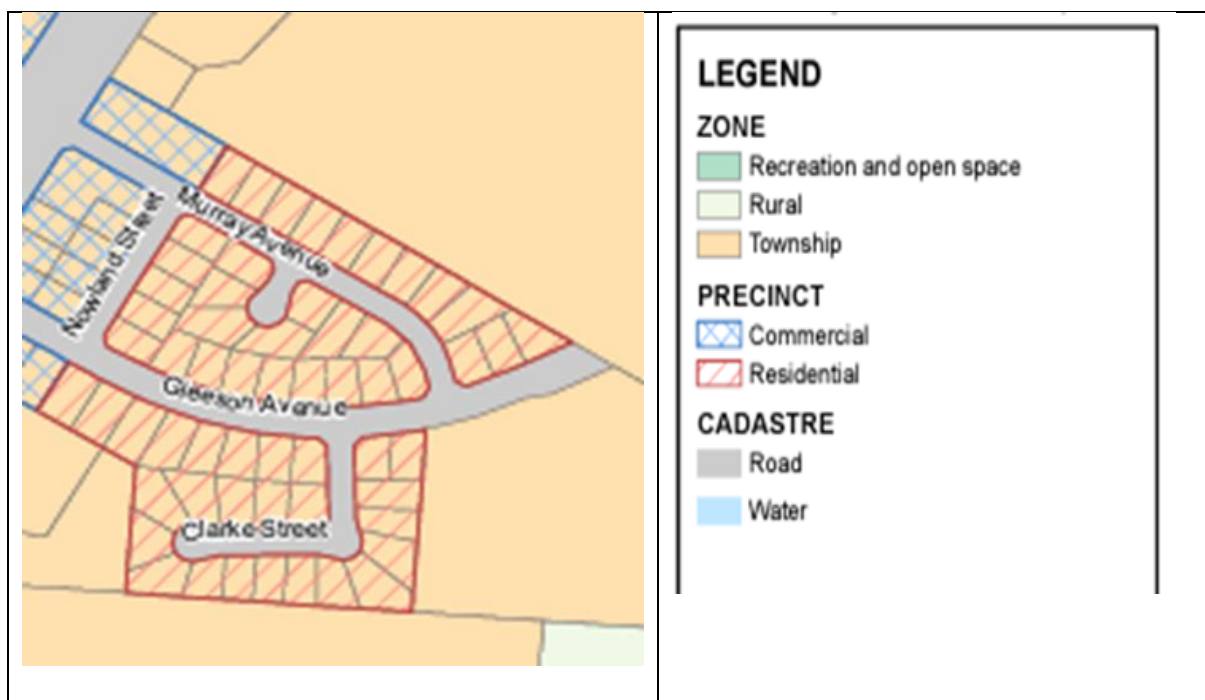 Murray Avenue
Nowland Street
Gleeson Avenue
Clarke Street
LEGEND
ZONE
Recreation and open space
Rural
Township
PRECINCT
Commercial
Residential
CADASTRE
Road
Water